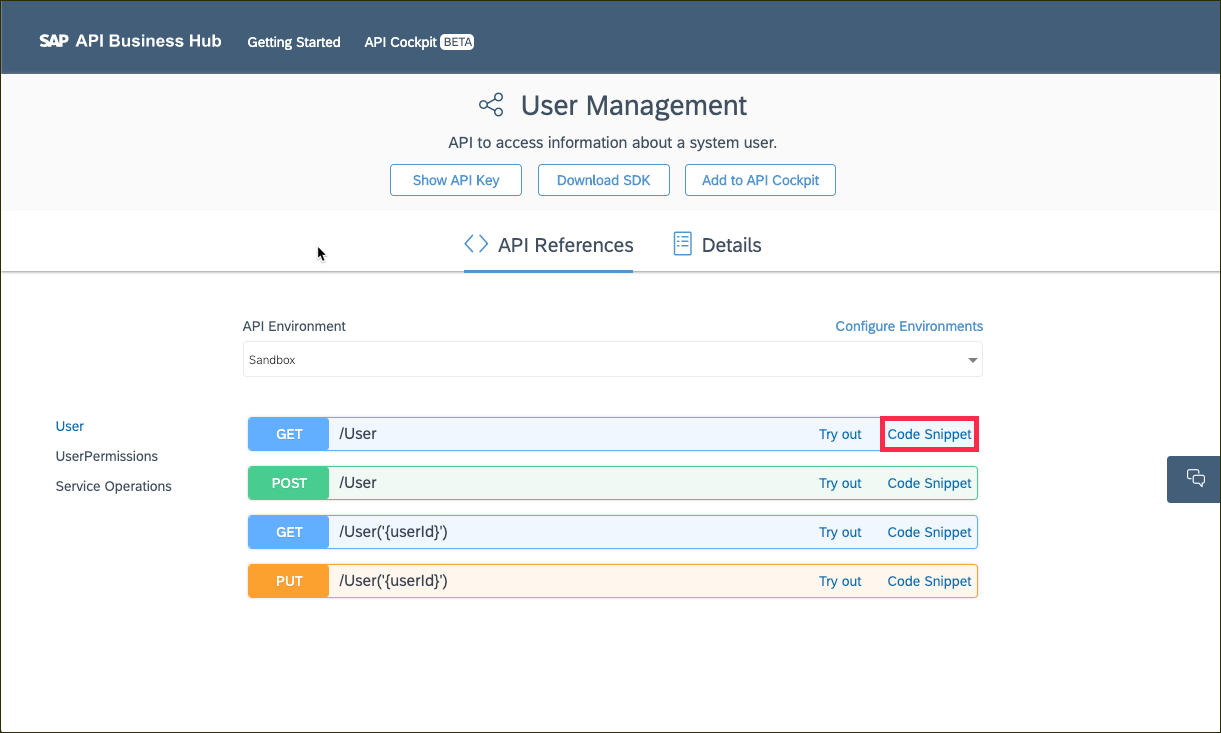 SAP API Business Hub Getting Started API Cockpit BETA
User Management
API to access information about a system user.
Show API Key Download SDK Add to API Cockpit
<> API References Details
API Environment Configure Environments
Sandbox
User
UserPermissions
Service Operations
GET /User Try out Code Snippet
POST /User Try out Code Snippet
GET /User('{userId}') Try out Code Snippet
PUT /User('{userId}') Try out Code Snippet